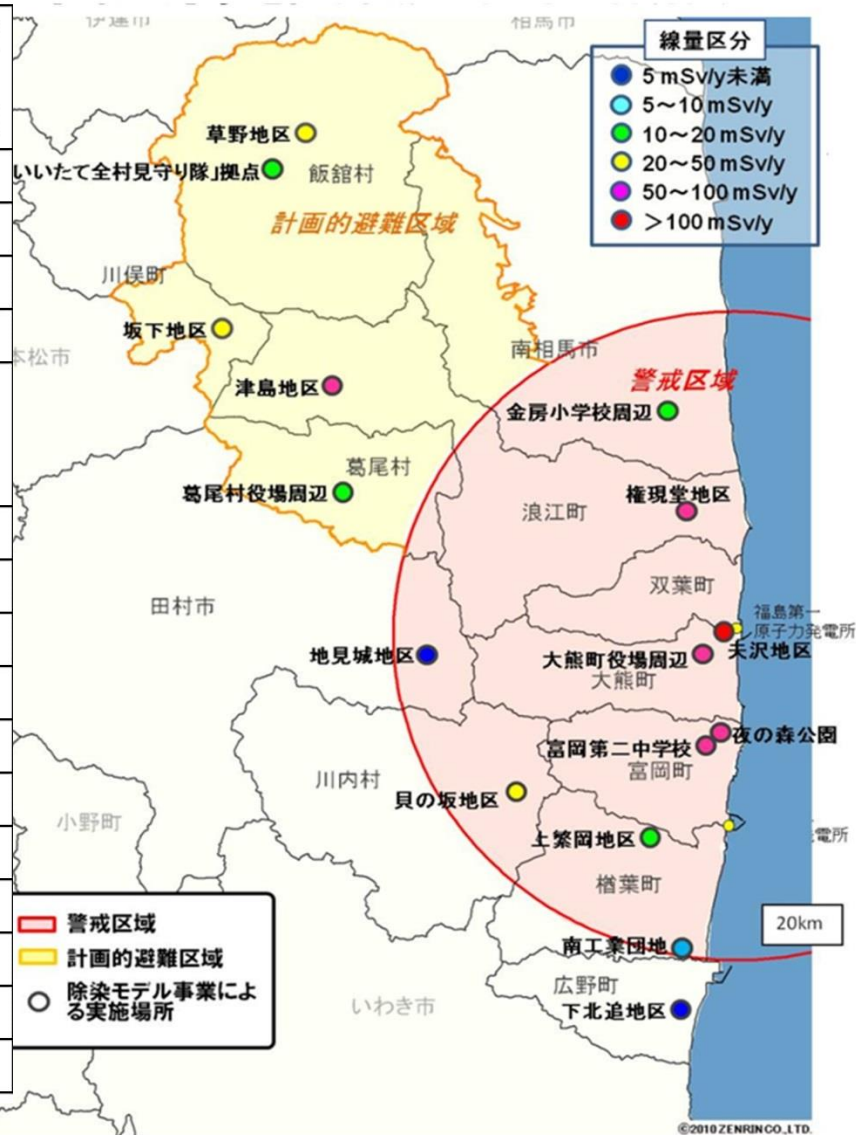 伊達市
相馬市
線量区分
5 mSv/y未満
5～10 mSv/y
10～20 mSv/y
20～50 mSv/y
50～100 mSv/y
＞100 mSv/y
草野地区
いいたて全村見守り隊」拠点
飯舘村
計画的避難区域
川俣町
坂下地区
本松市
南相馬市
津島地区
警戒区域
金房小学校周辺
葛尾村
葛尾村役場周辺
権現堂地区
浪江町
双葉町
田村市
福島第一
原子力発電所
地見城地区
大熊町役場周辺
夫沢地区
大熊町
夜の森公園
富岡第二中学校
富岡町
川内村
貝の坂地区
小野町
上繁岡地区
電所
楢葉町
警戒区域
計画的避難区域
除染モデル事業によ
る実施場所
20km
南工業団地
広野町
下北迫地区
いわき市
©2010 ZENRIN CO., LTD.